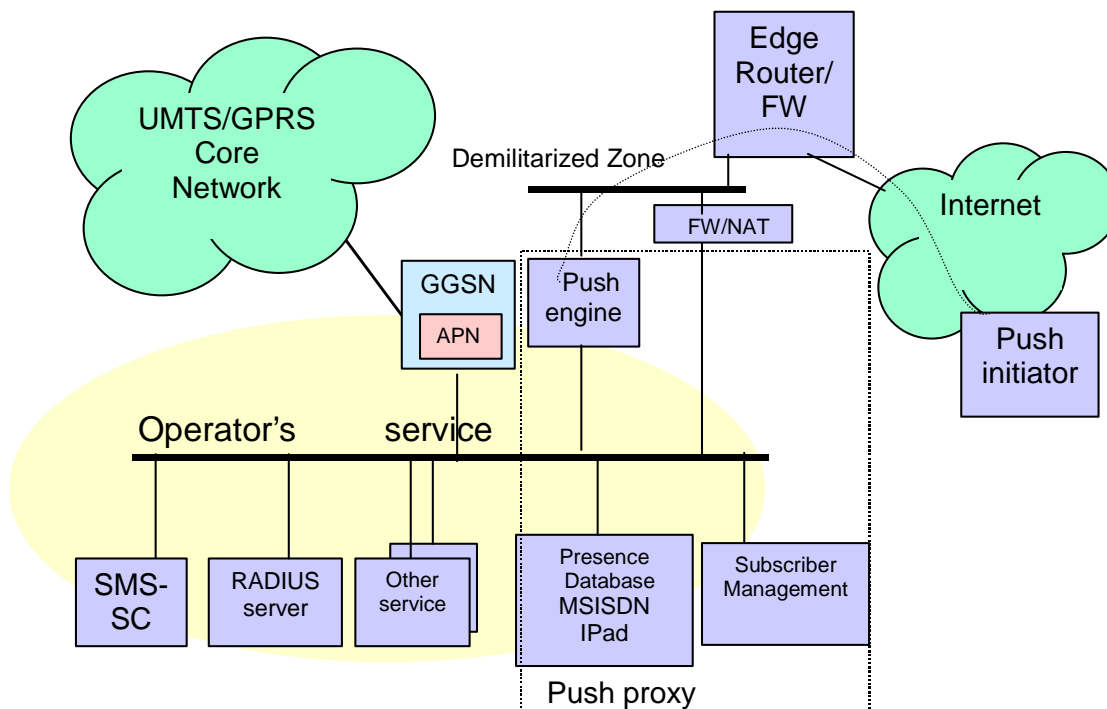 Edge
Router/
FW
UMTS/GPRS
Core
Network
Demilitarized Zone
Internet
FW/NAT
GGSN
APN
Push
engine
Push
initiator
Operator's service
SMS-
SC
RADIUS
server
Other
service
Presence
Database
MSISDN
IPad
Subscriber
Management
Push proxy